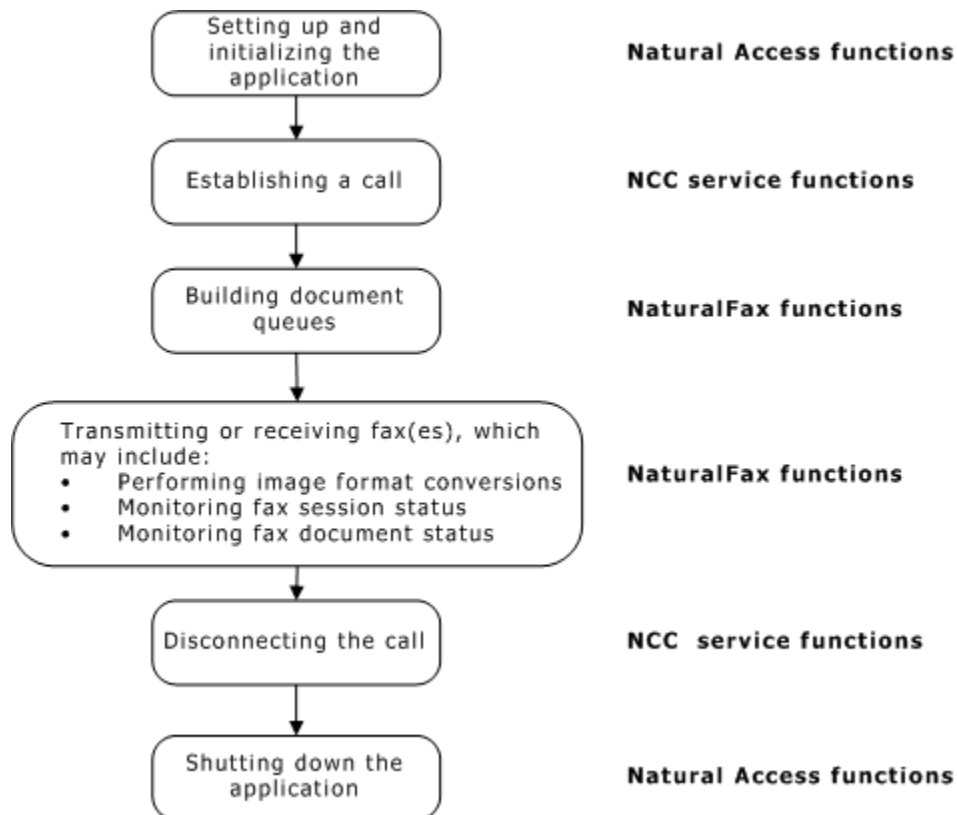 Setting up and
initializing the
application
Natural Access functions
Establishing a call
NCC service functions
Building document
queues
NaturalFax functions
Transmitting or receiving fax(es), which
may include:
• Performing image format conversions
• Monitoring fax session status
• Monitoring fax document status
NaturalFax functions
Disconnecting the call
NCC service functions
Shutting down the
application
Natural Access functions